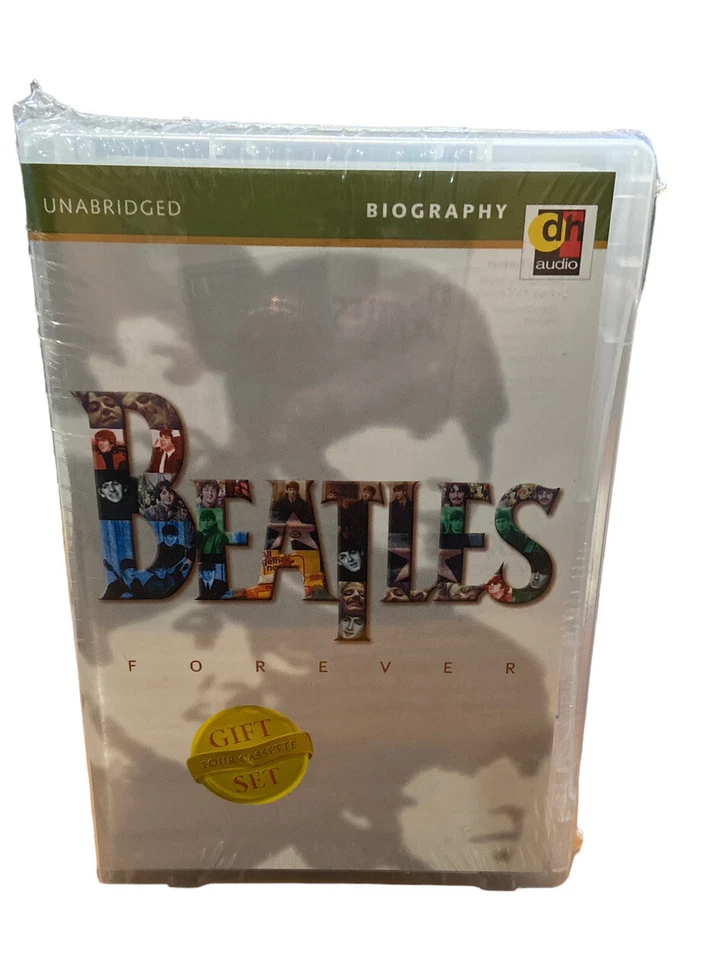 UNABRIDGED
BIOGRAPHY
dh
audio
BEATLES
FOREVER
GIFT
FOUR CASSETTE
SET